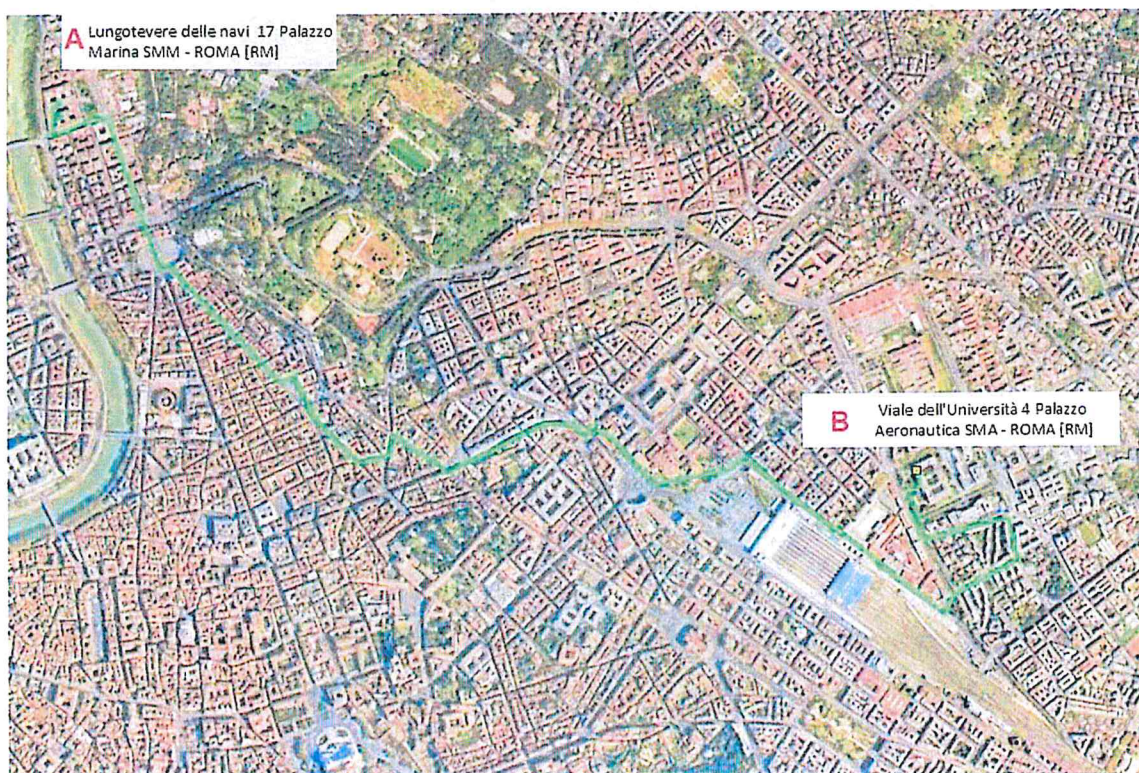 A Lungotevere delle navi 17 Palazzo
Marina SMM - ROMA [RM]
B Viale dell'Università 4 Palazzo
Aeronautica SMA - ROMA [RM]